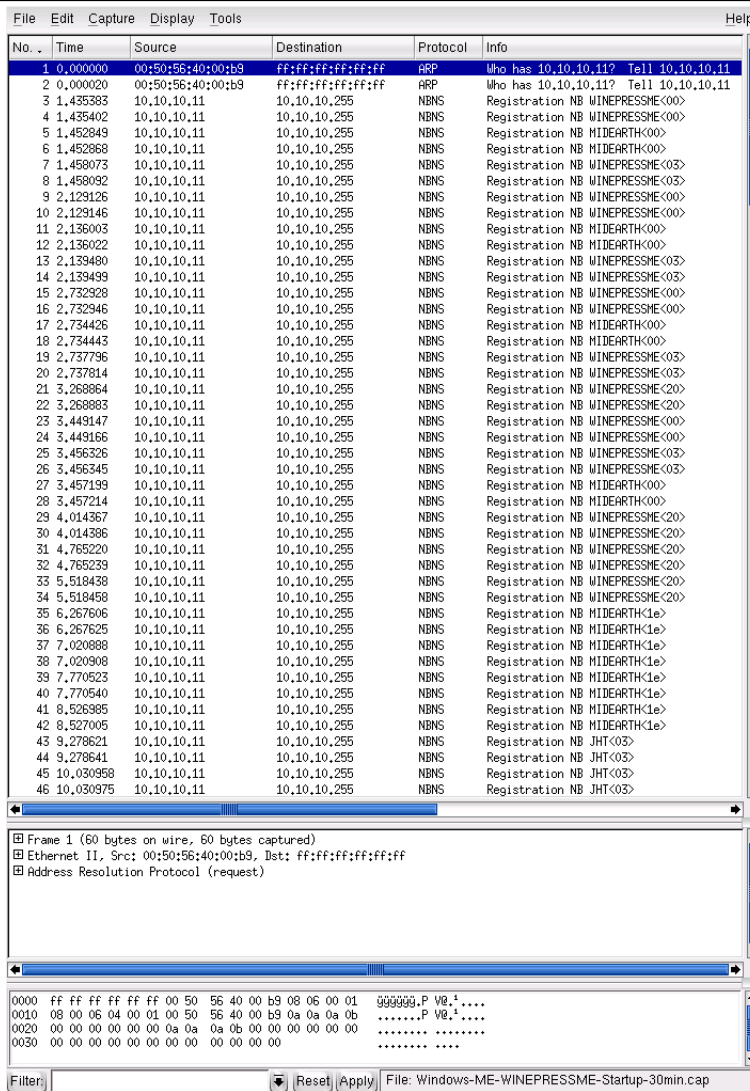 File Edit Capture Display Tools Help
No. . Time Source Destination Protocol Info
1 0.000000 00:50:56:40:00:b9 ff:ff:ff:ff:ff:ff ARP Who has 10.10.10.11? Tell 10.10.10.11
2 0.000020 00:50:56:40:00:b9 ff:ff:ff:ff:ff:ff ARP Who has 10.10.10.11? Tell 10.10.10.11
3 1.435383 10.10.10.11 10.10.10.255 NBNS Registration NB WINEPRESSME<00>
4 1.435402 10.10.10.11 10.10.10.255 NBNS Registration NB WINEPRESSME<00>
5 1.452849 10.10.10.11 10.10.10.255 NBNS Registration NB MIDEARTH<00>
6 1.452868 10.10.10.11 10.10.10.255 NBNS Registration NB MIDEARTH<00>
7 1.458073 10.10.10.11 10.10.10.255 NBNS Registration NB WINEPRESSME<03>
8 1.458092 10.10.10.11 10.10.10.255 NBNS Registration NB WINEPRESSME<03>
9 2.129126 10.10.10.11 10.10.10.255 NBNS Registration NB WINEPRESSME<00>
10 2.129146 10.10.10.11 10.10.10.255 NBNS Registration NB WINEPRESSME<00>
11 2.136003 10.10.10.11 10.10.10.255 NBNS Registration NB MIDEARTH<00>
12 2.136022 10.10.10.11 10.10.10.255 NBNS Registration NB MIDEARTH<00>
13 2.139480 10.10.10.11 10.10.10.255 NBNS Registration NB WINEPRESSME<03>
14 2.139499 10.10.10.11 10.10.10.255 NBNS Registration NB WINEPRESSME<03>
15 2.732928 10.10.10.11 10.10.10.255 NBNS Registration NB WINEPRESSME<00>
16 2.732946 10.10.10.11 10.10.10.255 NBNS Registration NB WINEPRESSME<00>
17 2.734426 10.10.10.11 10.10.10.255 NBNS Registration NB MIDEARTH<00>
18 2.734443 10.10.10.11 10.10.10.255 NBNS Registration NB MIDEARTH<00>
19 2.737796 10.10.10.11 10.10.10.255 NBNS Registration NB WINEPRESSME<03>
20 2.737814 10.10.10.11 10.10.10.255 NBNS Registration NB WINEPRESSME<03>
21 3.268864 10.10.10.11 10.10.10.255 NBNS Registration NB WINEPRESSME<20>
22 3.268883 10.10.10.11 10.10.10.255 NBNS Registration NB WINEPRESSME<20>
23 3.449147 10.10.10.11 10.10.10.255 NBNS Registration NB WINEPRESSME<00>
24 3.449166 10.10.10.11 10.10.10.255 NBNS Registration NB WINEPRESSME<00>
25 3.456326 10.10.10.11 10.10.10.255 NBNS Registration NB WINEPRESSME<03>
26 3.456345 10.10.10.11 10.10.10.255 NBNS Registration NB WINEPRESSME<03>
27 3.457199 10.10.10.11 10.10.10.255 NBNS Registration NB MIDEARTH<00>
28 3.457214 10.10.10.11 10.10.10.255 NBNS Registration NB MIDEARTH<00>
29 4.014367 10.10.10.11 10.10.10.255 NBNS Registration NB WINEPRESSME<20>
30 4.014386 10.10.10.11 10.10.10.255 NBNS Registration NB WINEPRESSME<20>
31 4.765220 10.10.10.11 10.10.10.255 NBNS Registration NB WINEPRESSME<20>
32 4.765239 10.10.10.11 10.10.10.255 NBNS Registration NB WINEPRESSME<20>
33 5.518438 10.10.10.11 10.10.10.255 NBNS Registration NB WINEPRESSME<20>
34 5.518458 10.10.10.11 10.10.10.255 NBNS Registration NB WINEPRESSME<20>
35 6.267606 10.10.10.11 10.10.10.255 NBNS Registration NB MIDEARTH<1e>
36 6.267625 10.10.10.11 10.10.10.255 NBNS Registration NB MIDEARTH<1e>
37 7.020888 10.10.10.11 10.10.10.255 NBNS Registration NB MIDEARTH<1e>
38 7.020908 10.10.10.11 10.10.10.255 NBNS Registration NB MIDEARTH<1e>
39 7.770523 10.10.10.11 10.10.10.255 NBNS Registration NB MIDEARTH<1e>
40 7.770540 10.10.10.11 10.10.10.255 NBNS Registration NB MIDEARTH<1e>
41 8.526985 10.10.10.11 10.10.10.255 NBNS Registration NB MIDEARTH<1e>
42 8.527005 10.10.10.11 10.10.10.255 NBNS Registration NB MIDEARTH<1e>
43 9.278621 10.10.10.11 10.10.10.255 NBNS Registration NB JHT<03>
44 9.278641 10.10.10.11 10.10.10.255 NBNS Registration NB JHT<03>
45 10.030958 10.10.10.11 10.10.10.255 NBNS Registration NB JHT<03>
46 10.030975 10.10.10.11 10.10.10.255 NBNS Registration NB JHT<03>
Frame 1 (60 bytes on wire, 60 bytes captured)
Ethernet II, Src: 00:50:56:40:00:b9, Dst: ff:ff:ff:ff:ff:ff
Address Resolution Protocol (request)
0000 ff ff ff ff ff ff 00 50 56 40 00 b9 08 06 00 01 ÿÿÿÿÿÿ.P V@.¹....
0010 08 00 06 04 00 01 00 50 56 40 00 b9 0a 0a 0a 0b .......P V@.¹....
0020 00 00 00 00 00 00 0a 0a 0a 0b 00 00 00 00 00 00 ........ ........
0030 00 00 00 00 00 00 00 00 00 00 00 00 ........ ....
Filter: Reset Apply File: Windows-ME-WINEPRESSME-Startup-30min.cap